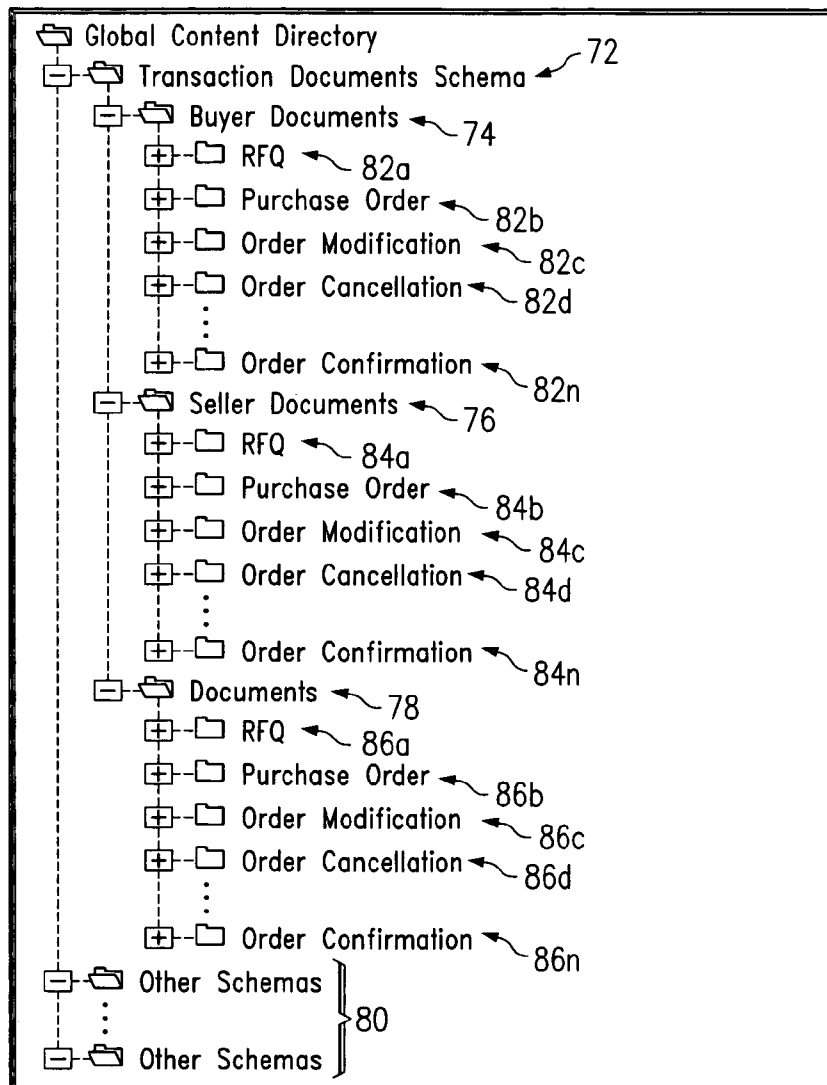 Global Content Directory
Transaction Documents Schema 72
Buyer Documents 74
RFQ 82a
Purchase Order 82b
Order Modification 82c
Order Cancellation 82d
Order Confirmation 82n
Seller Documents 76
RFQ 84a
Purchase Order 84b
Order Modification 84c
Order Cancellation 84d
Order Confirmation 84n
Documents 78
RFQ 86a
Purchase Order 86b
Order Modification 86c
Order Cancellation 86d
Order Confirmation 86n
Other Schemas
80
Other Schemas